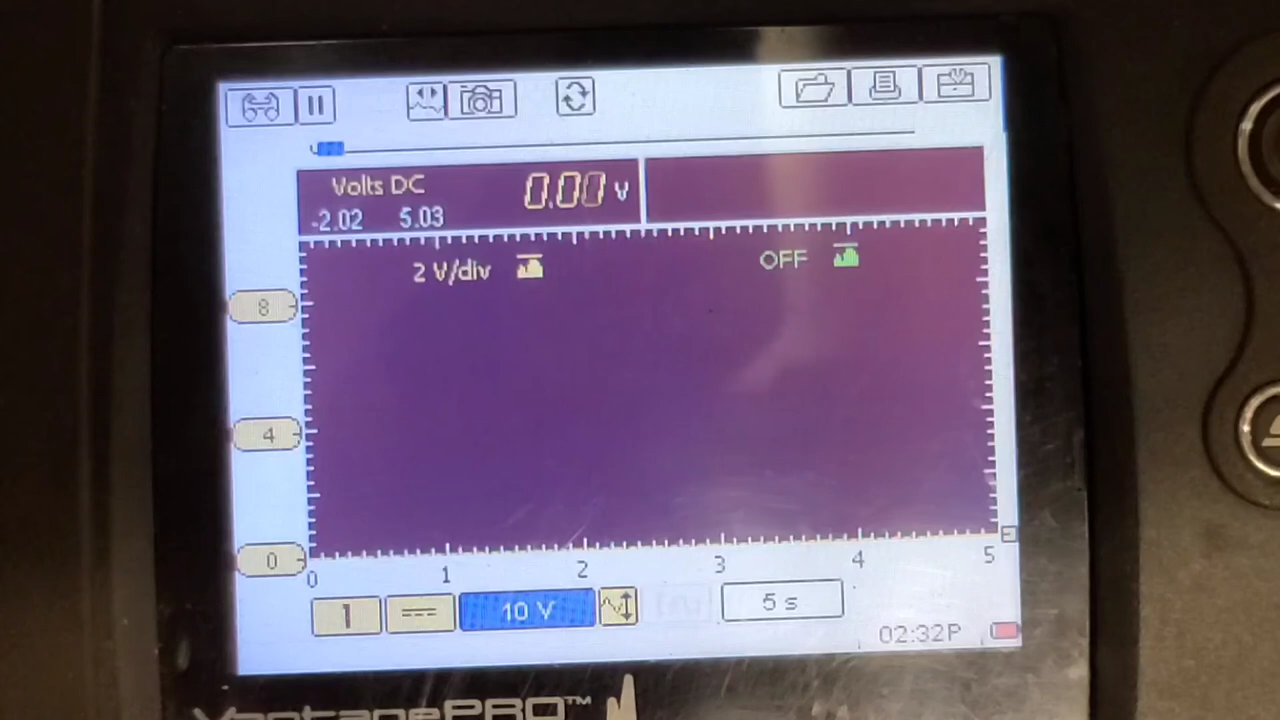 Volts DC 0.00 V
-2.02 5.03
2 V/div OFF
8
4
0
0 1 2 3 4 5
1 10 V 5 s
02:32P
VantagePRO™